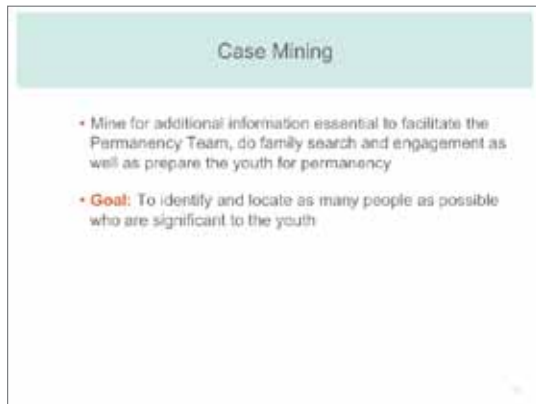 Case Mining
• Mine for additional information essential to facilitate the
Permanency Team, do family search and engagement as
well as prepare the youth for permanency
• Goal: To identify and locate as many people as possible
who are significant to the youth